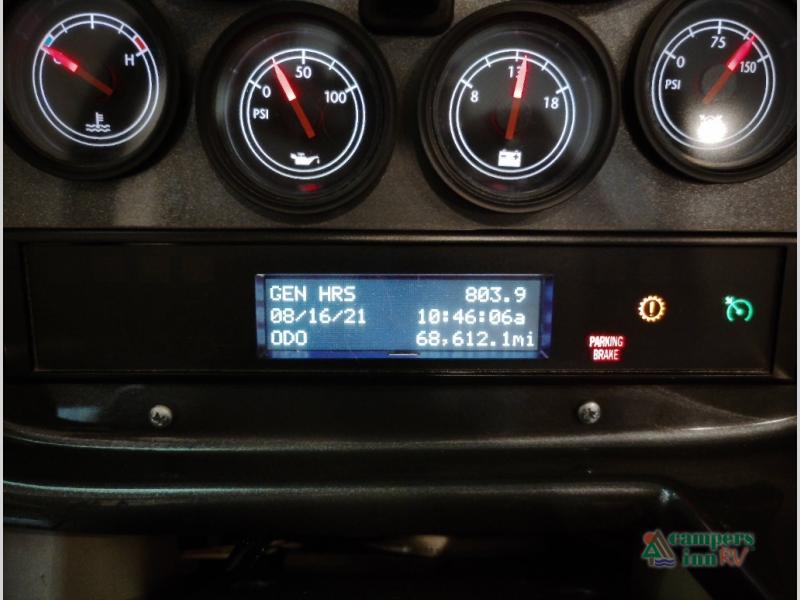 H
0 50 100
PSI
8 13 18
0 75 150
PSI
GEN HRS 803.9
08/16/21 10:46:06a
ODO 68,612.1mi
PARKING
BRAKE
campers
inn RV